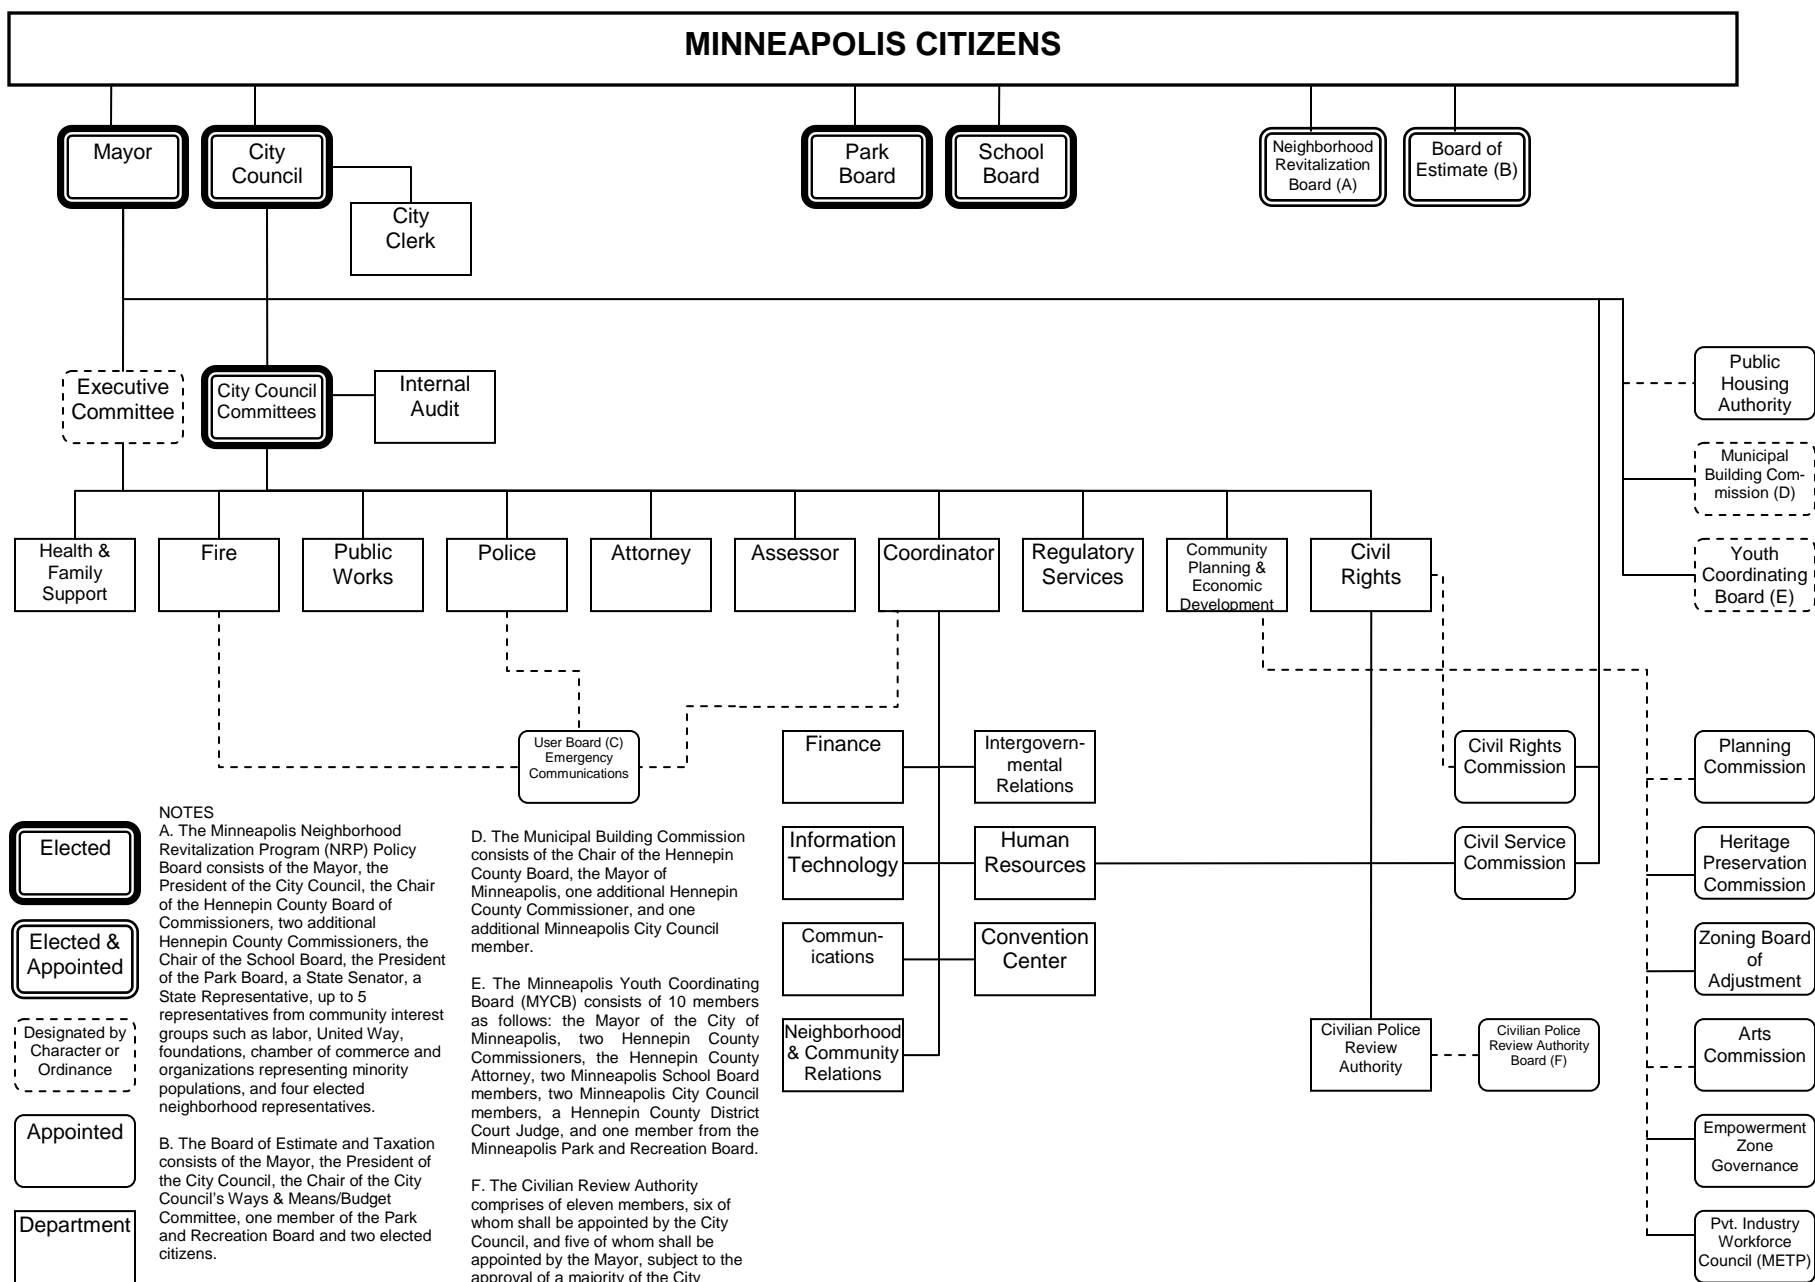 MINNEAPOLIS CITIZENS
Mayor
City
Council
Park
Board
School
Board
Neighborhood
Revitalization
Board (A)
Board of
Estimate (B)
City
Clerk
Executive
Committee
City Council
Committees
Internal
Audit
Public
Housing
Authority
Municipal
Building Com-
mission (D)
Youth
Coordinating
Board (E)
Health &
Family
Support
Fire
Public
Works
Police
Attorney
Assessor
Coordinator
Regulatory
Services
Community
Planning &
Economic
Development
Civil
Rights
User Board (C)
Emergency
Communications
Finance
Intergovern-
mental
Relations
Civil Rights
Commission
Planning
Commission
Information
Technology
Human
Resources
Civil Service
Commission
Heritage
Preservation
Commission
Commun-
ications
Convention
Center
Zoning Board
of
Adjustment
Neighborhood
& Community
Relations
Civilian Police
Review
Authority
Civilian Police
Review Authority
Board (F)
Arts
Commission
Empowerment
Zone
Governance
Pvt. Industry
Workforce
Council (METP)
Elected
Elected &
Appointed
Designated by
Character or
Ordinance
Appointed
Department
NOTES
A. The Minneapolis Neighborhood
Revitalization Program (NRP) Policy
Board consists of the Mayor, the
President of the City Council, the Chair
of the Hennepin County Board of
Commissioners, two additional
Hennepin County Commissioners, the
Chair of the School Board, the President
of the Park Board, a State Senator, a
State Representative, up to 5
representatives from community interest
groups such as labor, United Way,
foundations, chamber of commerce and
organizations representing minority
populations, and four elected
neighborhood representatives.
B. The Board of Estimate and Taxation
consists of the Mayor, the President of
the City Council, the Chair of the City
Council’s Ways & Means/Budget
Committee, one member of the Park
and Recreation Board and two elected
citizens.
D. The Municipal Building Commission
consists of the Chair of the Hennepin
County Board, the Mayor of
Minneapolis, one additional Hennepin
County Commissioner, and one
additional Minneapolis City Council
member.
E. The Minneapolis Youth Coordinating
Board (MYCB) consists of 10 members
as follows: the Mayor of the City of
Minneapolis, two Hennepin County
Commissioners, the Hennepin County
Attorney, two Minneapolis School Board
members, two Minneapolis City Council
members, a Hennepin County District
Court Judge, and one member from the
Minneapolis Park and Recreation Board.
F. The Civilian Review Authority
comprises of eleven members, six of
whom shall be appointed by the City
Council, and five of whom shall be
appointed by the Mayor, subject to the
approval of a majority of the City